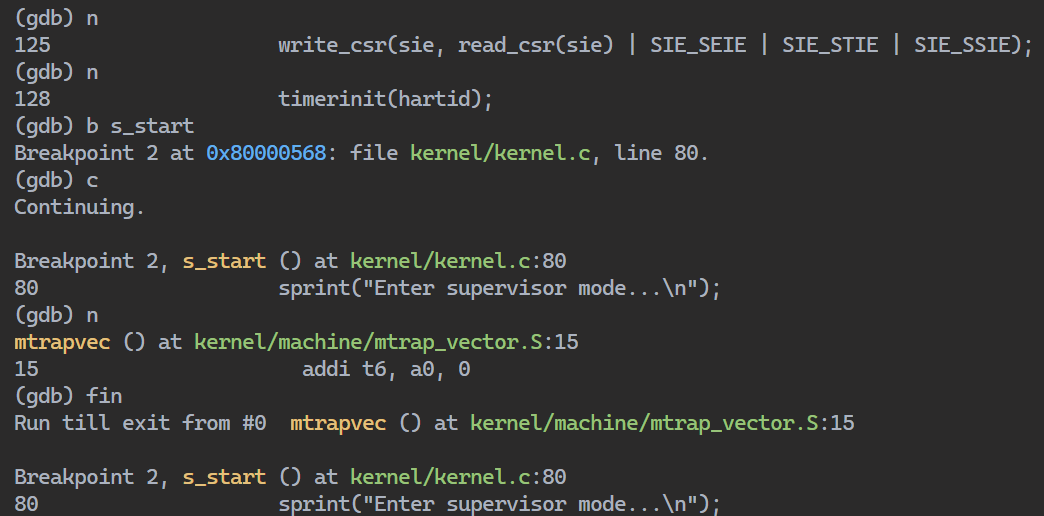 (gdb) n
125                     write_csr(sie, read_csr(sie) | SIE_SEIE | SIE_STIE | SIE_SSIE);
(gdb) n
128                     timerinit(hartid);
(gdb) b s_start
Breakpoint 2 at 0x80000568: file kernel/kernel.c, line 80.
(gdb) c
Continuing.

Breakpoint 2, s_start () at kernel/kernel.c:80
80                      sprint("Enter supervisor mode...\n");
(gdb) n
mtrapvec () at kernel/machine/mtrap_vector.S:15
15                        addi t6, a0, 0
(gdb) fin
Run till exit from #0  mtrapvec () at kernel/machine/mtrap_vector.S:15

Breakpoint 2, s_start () at kernel/kernel.c:80
80                      sprint("Enter supervisor mode...\n");